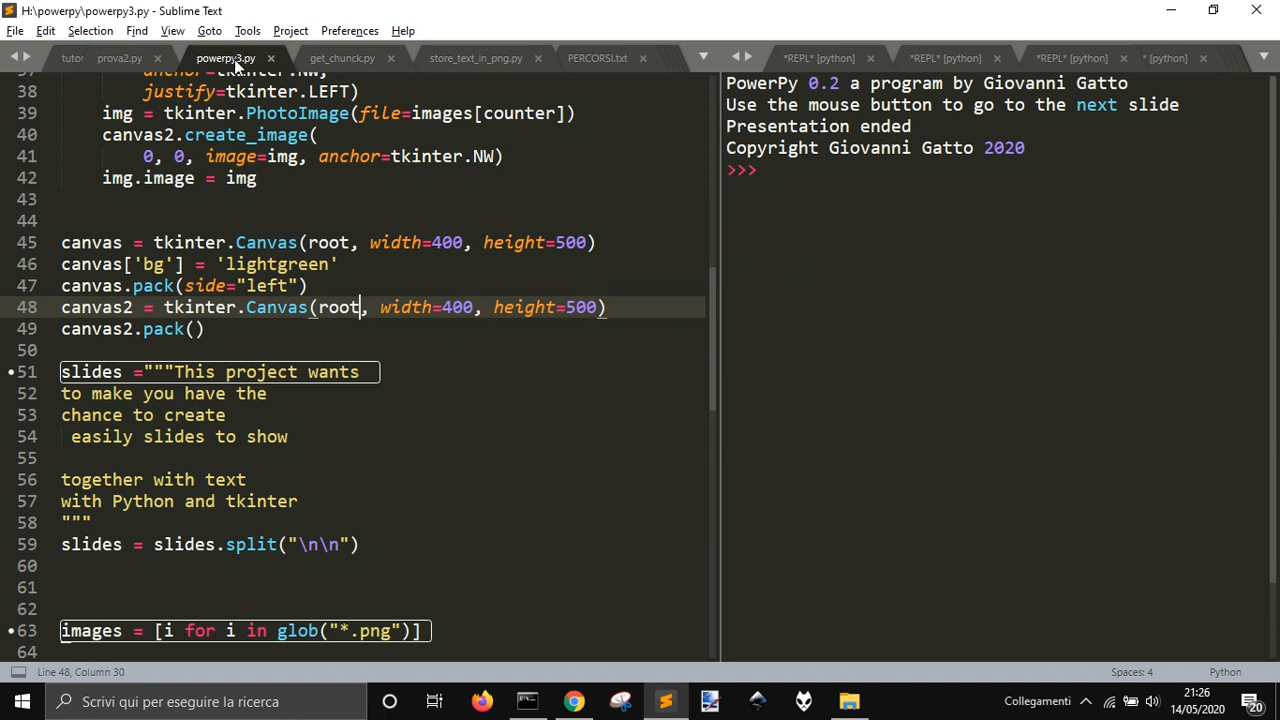 H:\powerpy\powerpy3.py - Sublime Text
File Edit Selection Find View Goto Tools Project Preferences Help
tutor prova2.py powerpy3.py get_chunck.py store_text_in_png.py PERCORSI.txt
37 anchor=tkinter.NW,
38 justify=tkinter.LEFT)
39 img = tkinter.PhotoImage(file=images[counter])
40 canvas2.create_image(
41 0, 0, image=img, anchor=tkinter.NW)
42 img.image = img
43
44
45 canvas = tkinter.Canvas(root, width=400, height=500)
46 canvas['bg'] = 'lightgreen'
47 canvas.pack(side="left")
48 canvas2 = tkinter.Canvas(root, width=400, height=500)
49 canvas2.pack()
50
51 slides ="""This project wants
52 to make you have the
53 chance to create
54 easily slides to show
55
56 together with text
57 with Python and tkinter
58 """
59 slides = slides.split("\n\n")
60
61
62
63 images = [i for i in glob("*.png")]
64
*REPL* [python] *REPL* [python] *REPL* [python] * [python]
PowerPy 0.2 a program by Giovanni Gatto
Use the mouse button to go to the next slide
Presentation ended
Copyright Giovanni Gatto 2020
>>>
Line 48, Column 30 Spaces: 4 Python
Scrivi qui per eseguire la ricerca
Collegamenti
21:26
14/05/2020
20